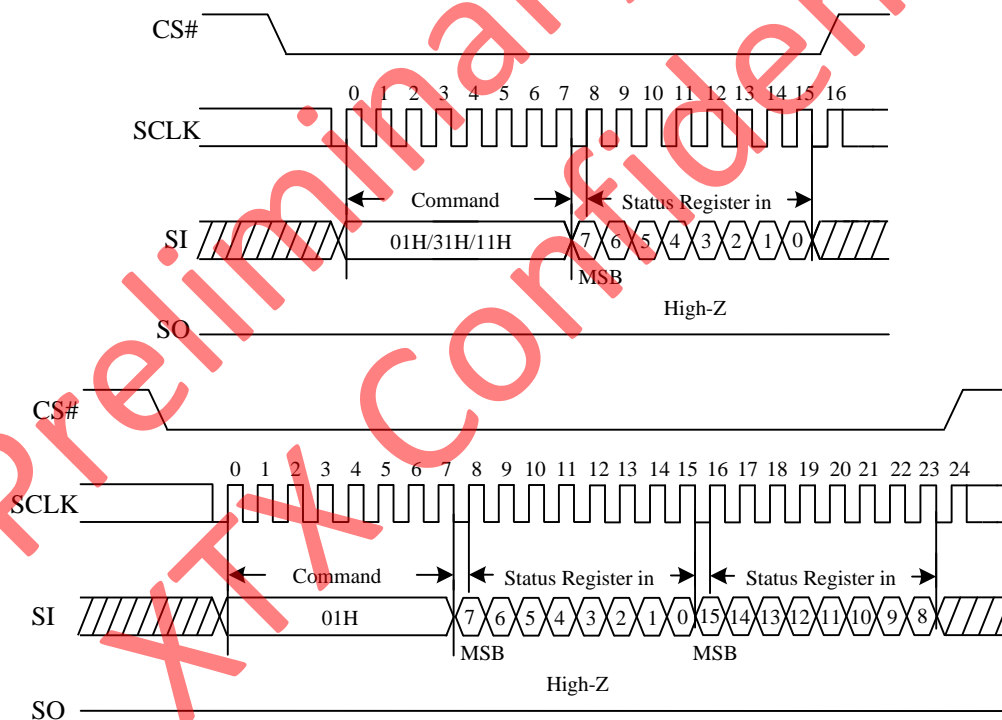 CS#
0 1 2 3 4 5 6 7 8 9 10 11 12 13 14 15 16
SCLK
Command Status Register in
SI 01H/31H/11H 7 6 5 4 3 2 1 0
MSB
High-Z
SO
CS#
0 1 2 3 4 5 6 7 8 9 10 11 12 13 14 15 16 17 18 19 20 21 22 23 24
SCLK
Command Status Register in Status Register in
SI 01H 7 6 5 4 3 2 1 0 15 14 13 12 11 10 9 8
MSB MSB
High-Z
SO
Preliminar
XTX Confiden